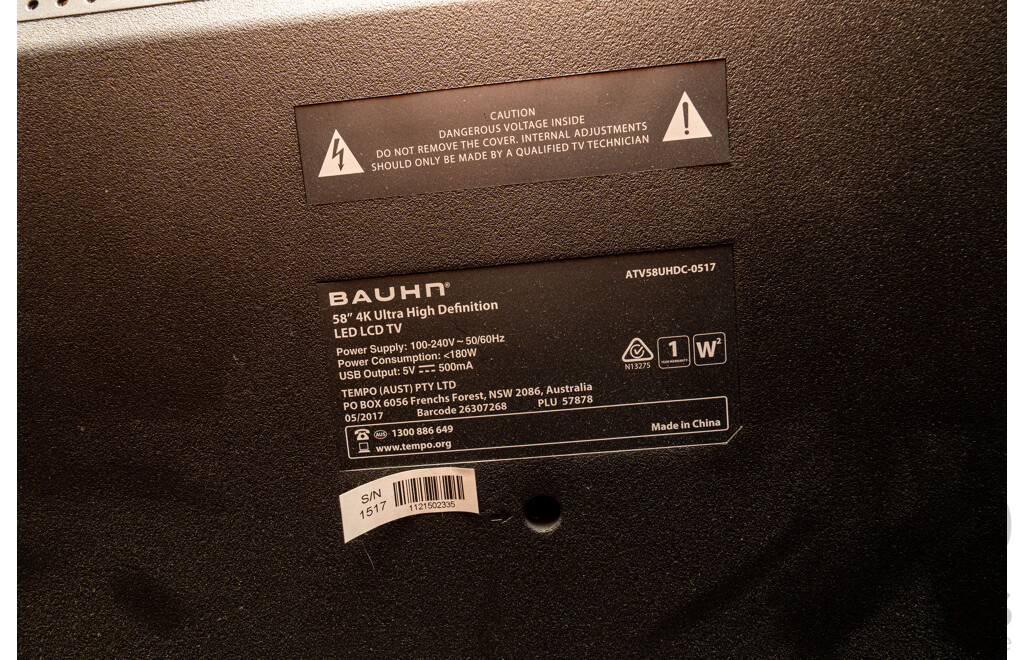 CAUTION
DANGEROUS VOLTAGE INSIDE
DO NOT REMOVE THE COVER. INTERNAL ADJUSTMENTS
SHOULD ONLY BE MADE BY A QUALIFIED TV TECHNICIAN
ATV58UHDC-0517
BAUHN®
58" 4K Ultra High Definition
LED LCD TV
Power Supply: 100-240V ~ 50/60Hz
Power Consumption: <180W
USB Output: 5V ⎓ 500mA
N13275
1
YEAR WARRANTY
W²
TEMPO (AUST) PTY LTD
PO BOX 6056 Frenchs Forest, NSW 2086, Australia
05/2017 Barcode 26307268 PLU 57878
AUS 1300 886 649
www.tempo.org
Made in China
S/N
1517
1121502335